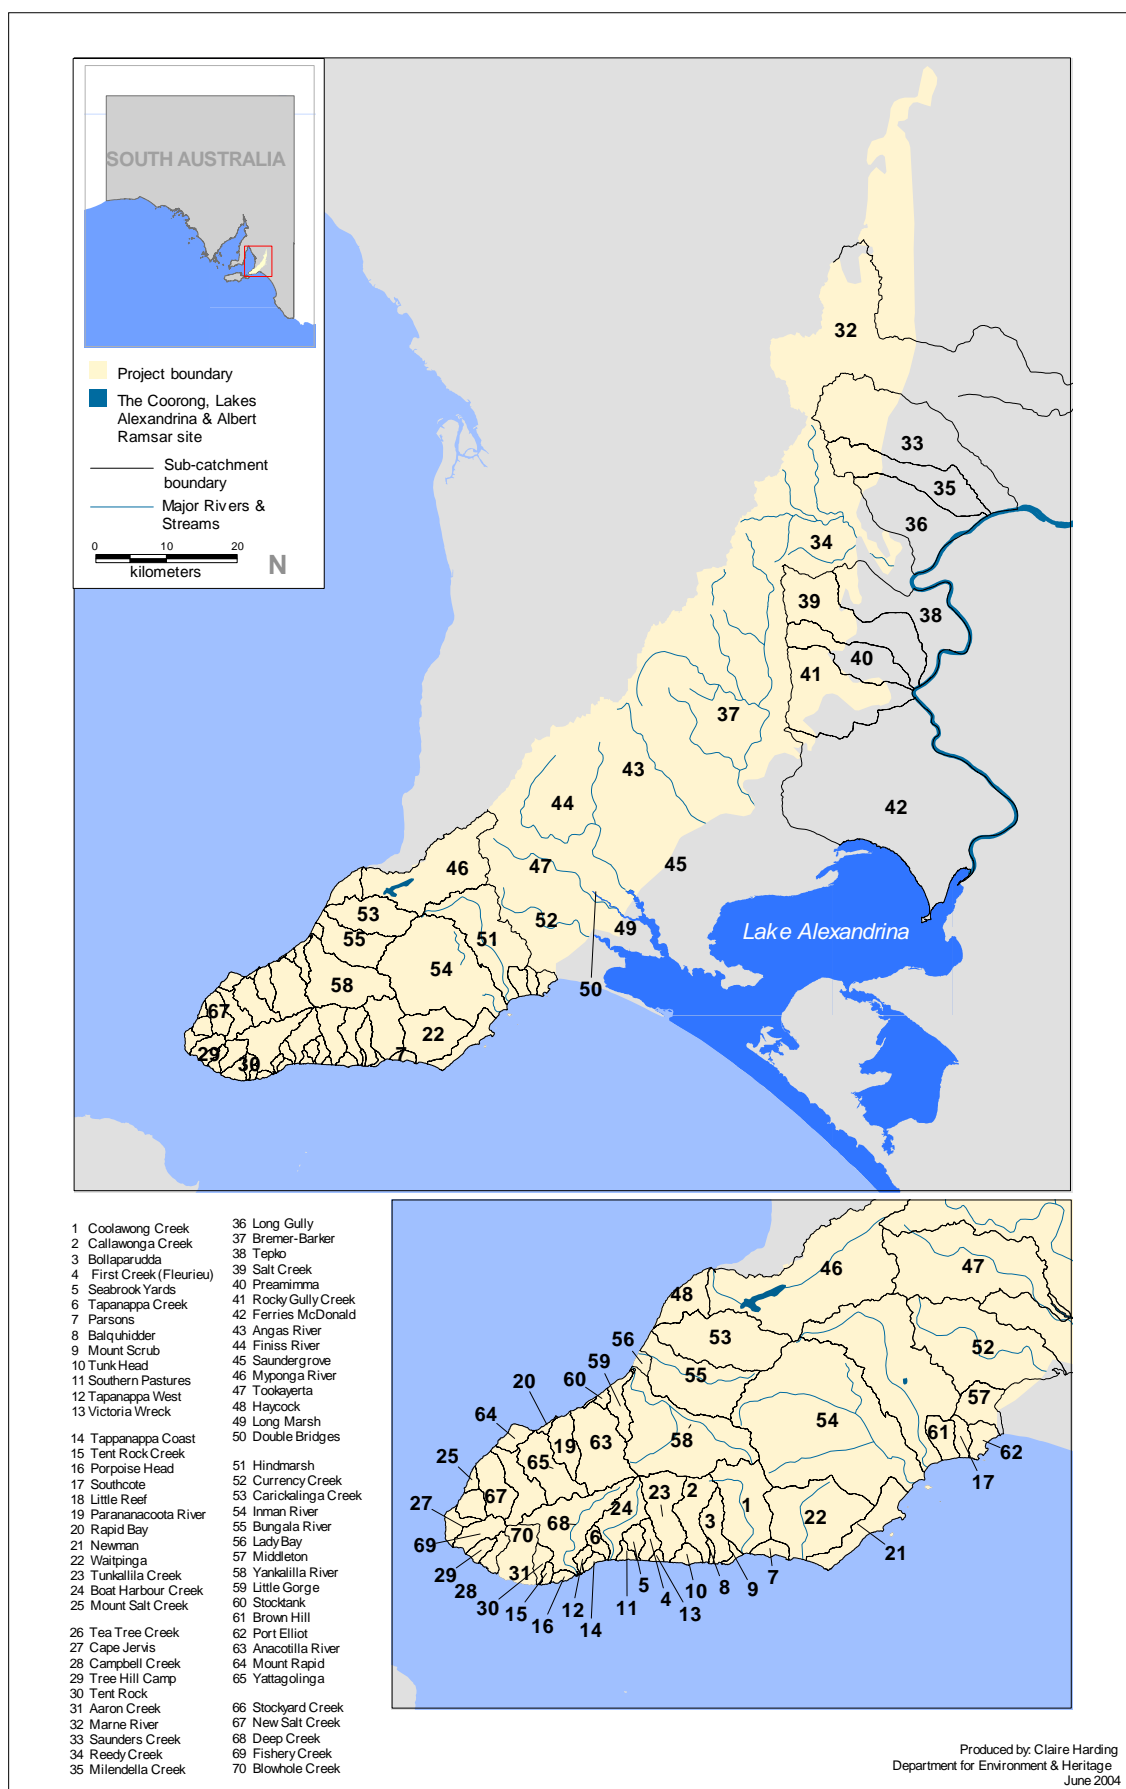 SOUTH AUSTRALIA
Project boundary
The Coorong, Lakes
Alexandrina & Albert
Ramsar site
Sub-catchment
boundary
Major Rivers &
Streams
0 10 20
kilometers
N
32
33
35
36
34
39
38
40
41
37
43
44
42
45
46
47
53
52
49
51
55
54
50
58
67
22
29
30
7
Lake Alexandrina
1 Coolawong Creek
2 Callawonga Creek
3 Bollaparudda
4 First Creek (Fleurieu)
5 Seabrook Yards
6 Tapanappa Creek
7 Parsons
8 Balquhidder
9 Mount Scrub
10 Tunk Head
11 Southern Pastures
12 Tapanappa West
13 Victoria Wreck
14 Tappanappa Coast
15 Tent Rock Creek
16 Porpoise Head
17 Southcote
18 Little Reef
19 Parananacoota River
20 Rapid Bay
21 Newman
22 Waitpinga
23 Tunkallila Creek
24 Boat Harbour Creek
25 Mount Salt Creek
26 Tea Tree Creek
27 Cape Jervis
28 Campbell Creek
29 Tree Hill Camp
30 Tent Rock
31 Aaron Creek
32 Marne River
33 Saunders Creek
34 Reedy Creek
35 Milendella Creek
36 Long Gully
37 Bremer-Barker
38 Tepko
39 Salt Creek
40 Preamimma
41 Rocky Gully Creek
42 Ferries McDonald
43 Angas River
44 Finiss River
45 Saundergrove
46 Myponga River
47 Tookayerta
48 Haycock
49 Long Marsh
50 Double Bridges
51 Hindmarsh
52 Currency Creek
53 Carickalinga Creek
54 Inman River
55 Bungala River
56 Lady Bay
57 Middleton
58 Yankalilla River
59 Little Gorge
60 Stocktank
61 Brown Hill
62 Port Elliot
63 Anacotilla River
64 Mount Rapid
65 Yattagolinga
66 Stockyard Creek
67 New Salt Creek
68 Deep Creek
69 Fishery Creek
70 Blowhole Creek
46
47
48
53
56
52
59
55
60
57
20
64
54
61
19
63
58
62
65
25
17
67
23
2
24
1
27
68
3
22
70
6
69
21
31
29
7
28
9
30
5
8
15
4
10
12
11
13
16
14
Produced by: Claire Harding
Department for Environment & Heritage
June 2004